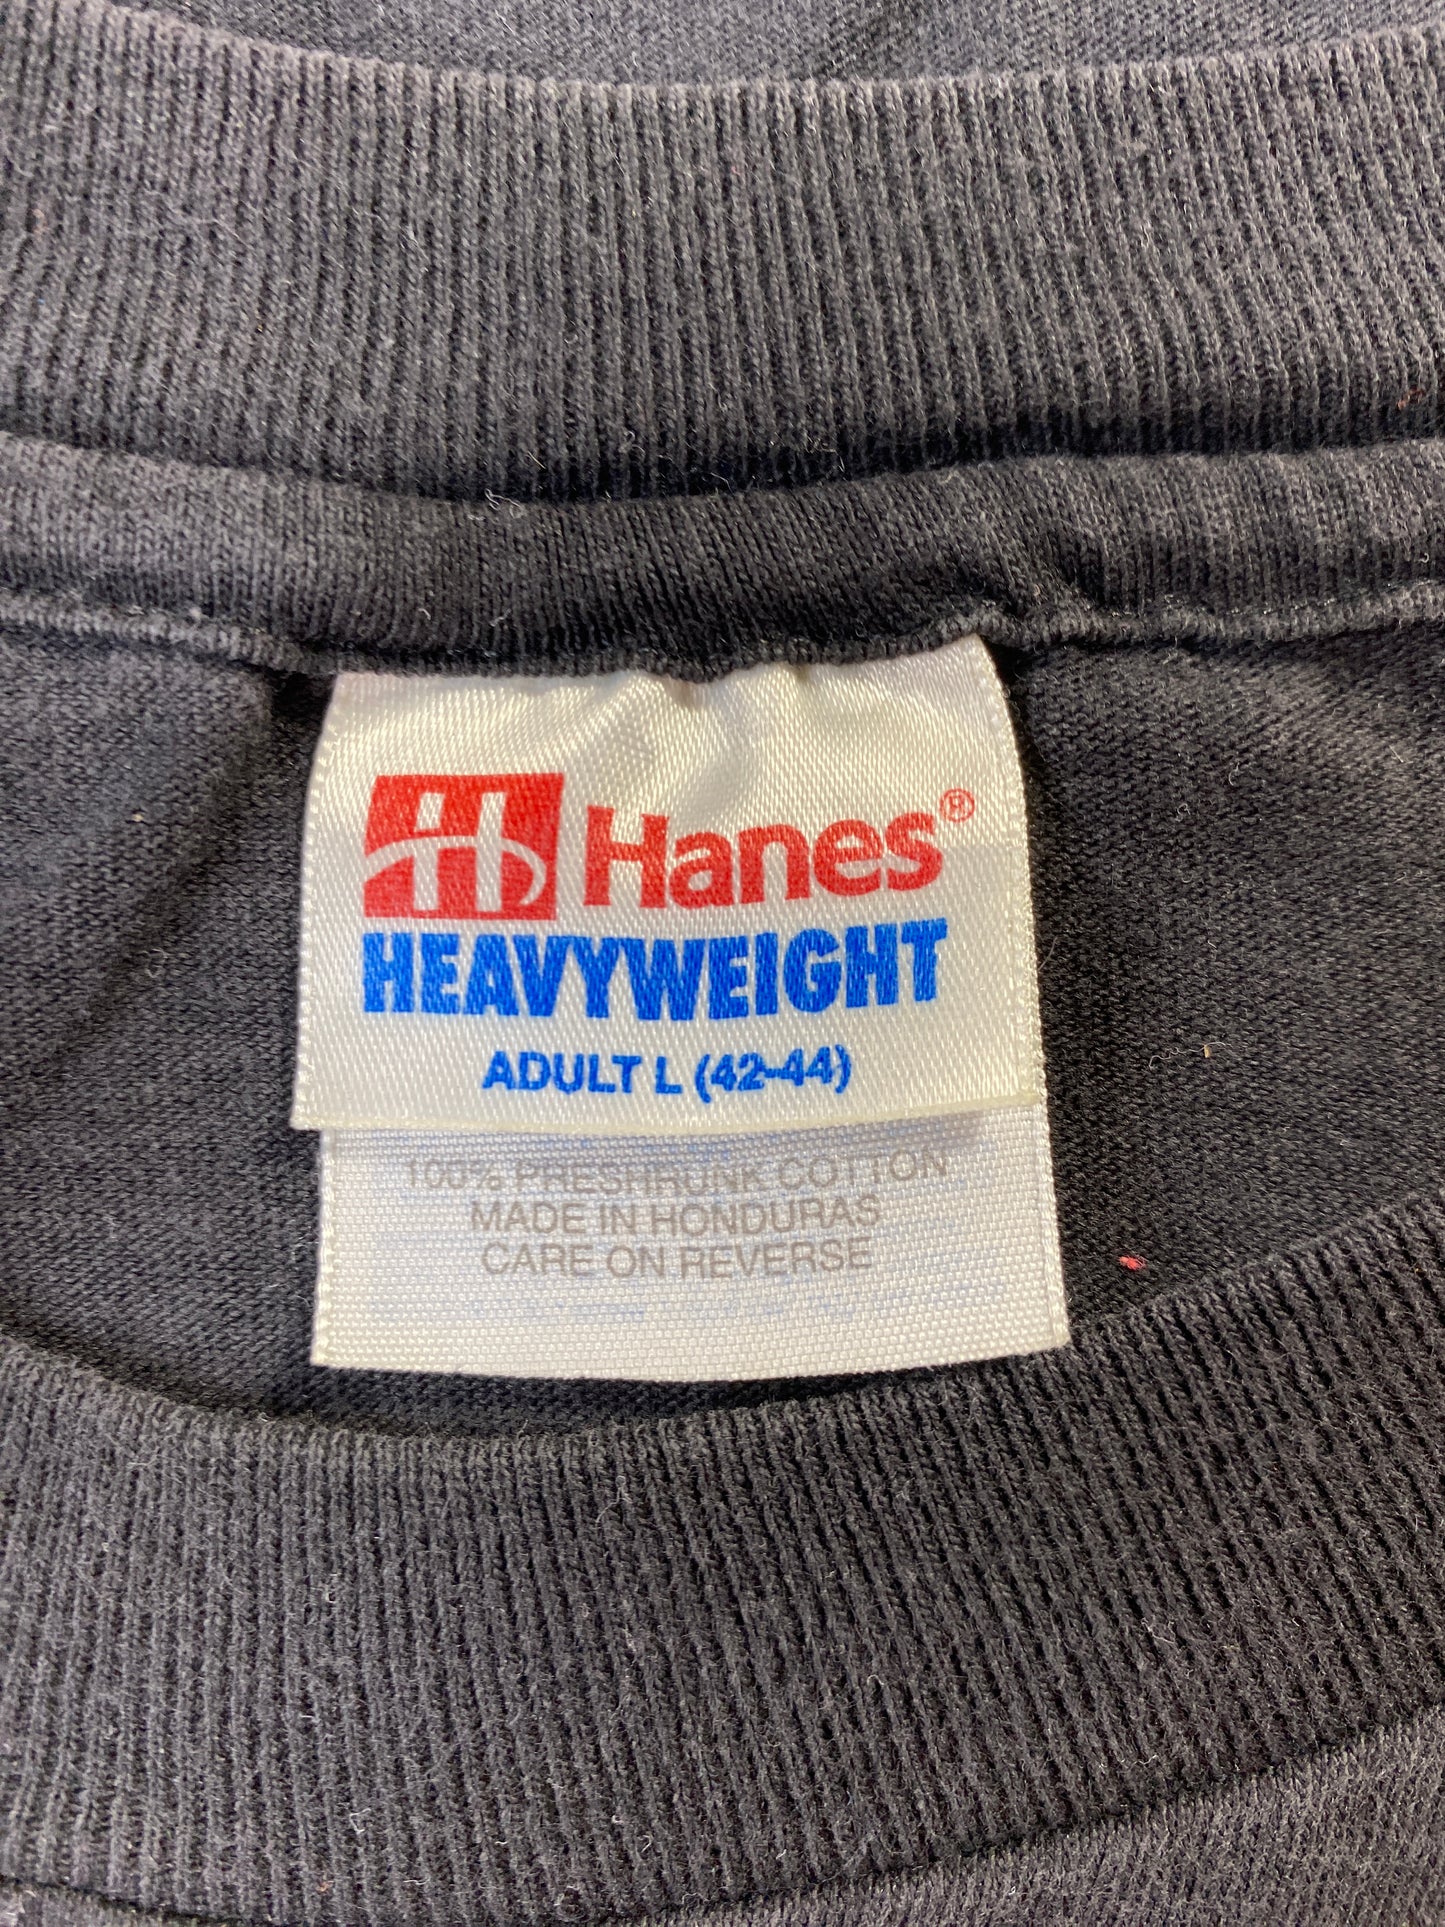 Hanes®
HEAVYWEIGHT
ADULT L (42-44)
100% PRESHRUNK COTTON
MADE IN HONDURAS
CARE ON REVERSE